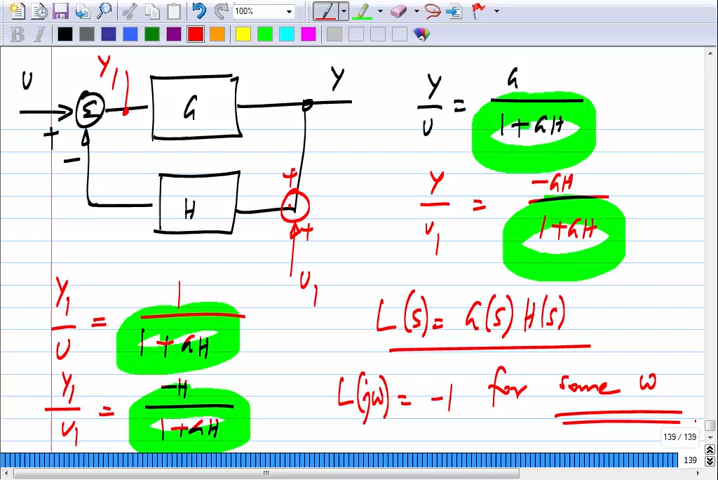 100%
B I U
Y1
U
+
−
Σ
G
Y
H
+
+
U1
Y/U = G/(1+GH)
Y/U1 = −GH/(1+GH)
Y1/U = 1/(1+GH)
Y1/U1 = −H/(1+GH)
L(s) = G(s) H(s)
L(jω) = −1 for some ω
139 / 139
139